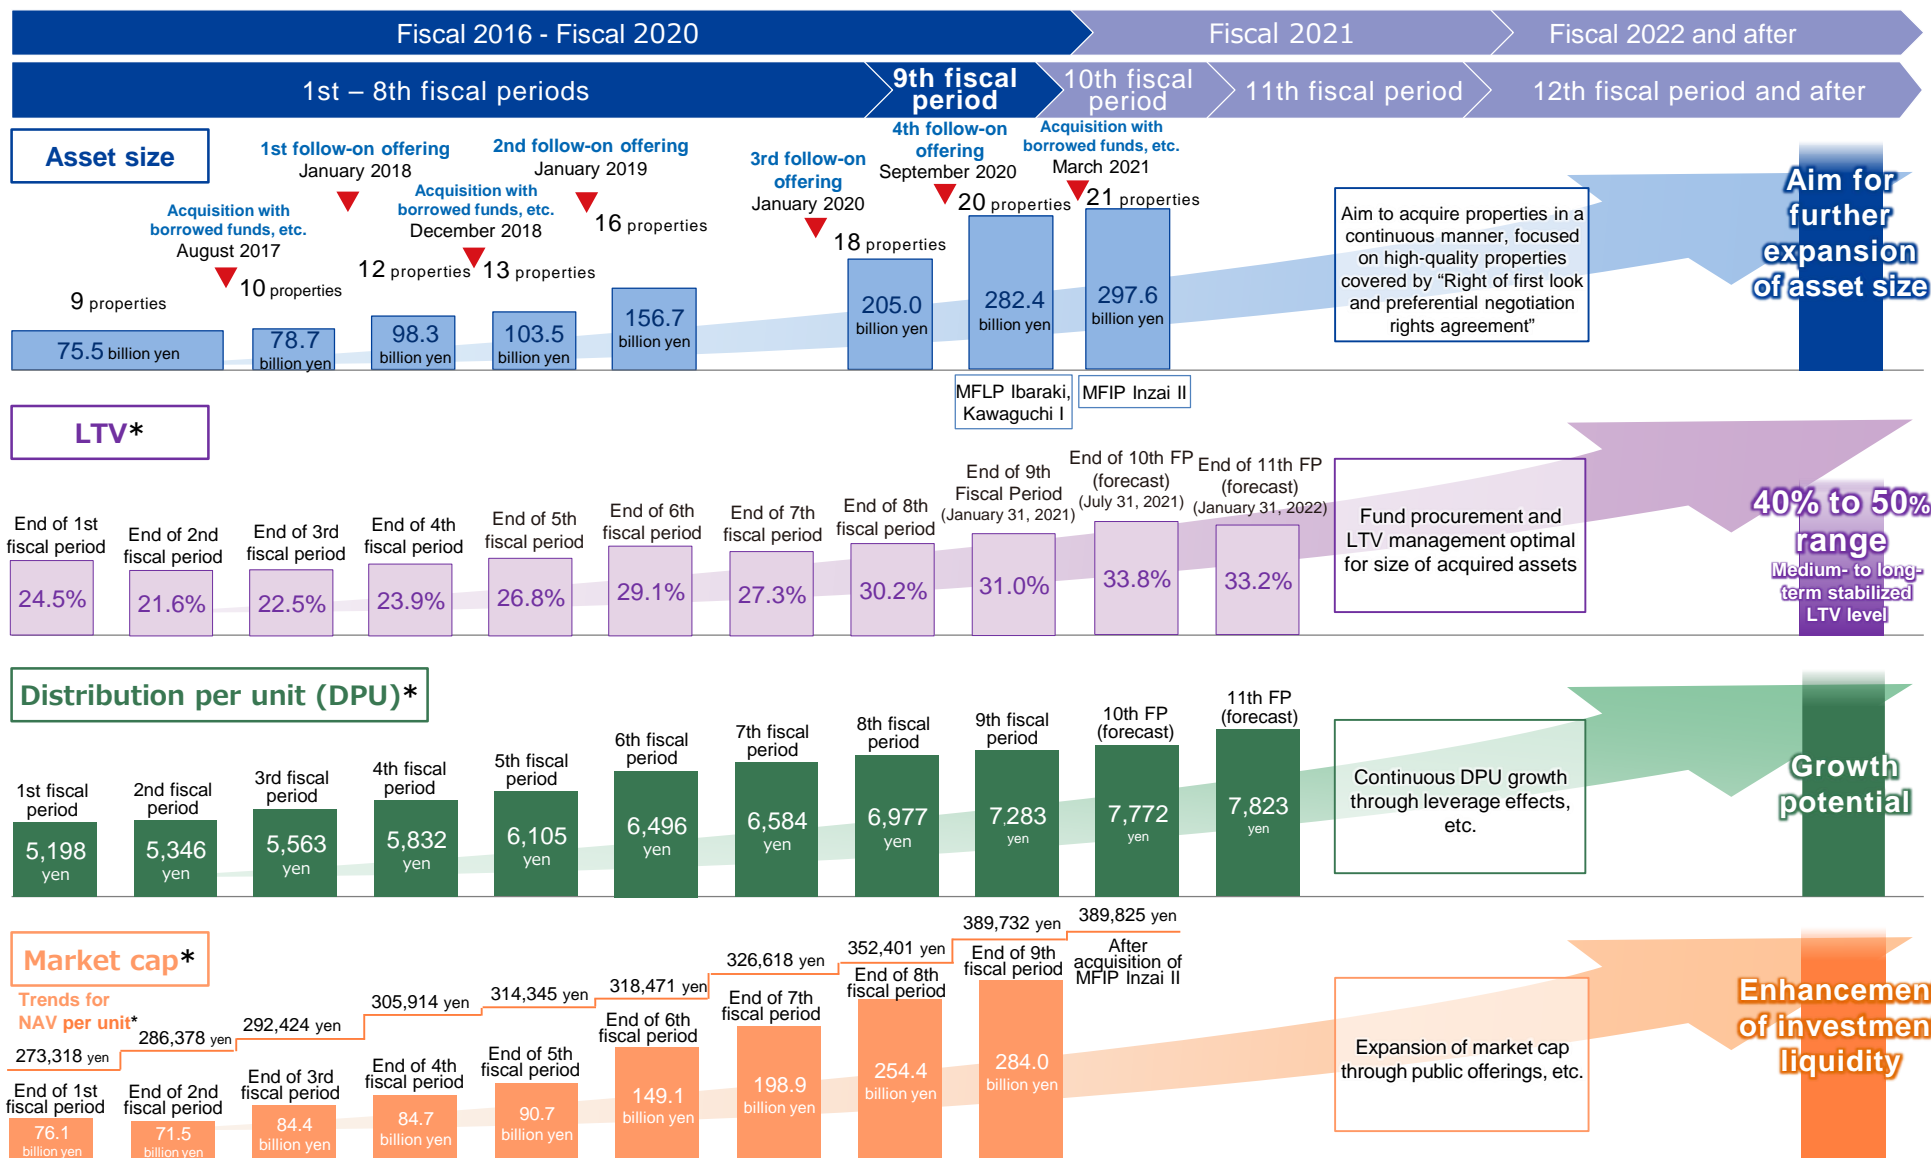 Fiscal 2016 - Fiscal 2020
Fiscal 2021
Fiscal 2022 and after
1st – 8th fiscal periods
9th fiscal
period
10th fiscal
period
11th fiscal period
12th fiscal period and after
Asset size
Acquisition with
borrowed funds, etc.
August 2017
1st follow-on offering
January 2018
Acquisition with
borrowed funds, etc.
December 2018
2nd follow-on offering
January 2019
3rd follow-on
offering
January 2020
4th follow-on
offering
September 2020
Acquisition with
borrowed funds, etc.
March 2021
9 properties
10 properties
12 properties
13 properties
16 properties
18 properties
20 properties
21 properties
75.5 billion yen
78.7
billion yen
98.3
billion yen
103.5
billion yen
156.7
billion yen
205.0
billion yen
282.4
billion yen
297.6
billion yen
MFLP Ibaraki,
Kawaguchi I
MFIP Inzai II
Aim to acquire properties in a
continuous manner, focused
on high-quality properties
covered by “Right of first look
and preferential negotiation
rights agreement”
Aim for
further
expansion
of asset size
LTV*
End of 1st
fiscal period
End of 2nd
fiscal period
End of 3rd
fiscal period
End of 4th
fiscal period
End of 5th
fiscal period
End of 6th
fiscal period
End of 7th
fiscal period
End of 8th
fiscal period
End of 9th
Fiscal Period
(January 31, 2021)
End of 10th FP
(forecast)
(July 31, 2021)
End of 11th FP
(forecast)
(January 31, 2022)
24.5%
21.6%
22.5%
23.9%
26.8%
29.1%
27.3%
30.2%
31.0%
33.8%
33.2%
Fund procurement and
LTV management optimal
for size of acquired assets
40% to 50%
range
Medium- to long-
term stabilized
LTV level
Distribution per unit (DPU)*
1st fiscal
period
2nd fiscal
period
3rd fiscal
period
4th fiscal
period
5th fiscal
period
6th fiscal
period
7th fiscal
period
8th fiscal
period
9th fiscal
period
10th FP
(forecast)
11th FP
(forecast)
5,198
yen
5,346
yen
5,563
yen
5,832
yen
6,105
yen
6,496
yen
6,584
yen
6,977
yen
7,283
yen
7,772
yen
7,823
yen
Continuous DPU growth
through leverage effects,
etc.
Growth
potential
Market cap*
Trends for
NAV per unit*
273,318 yen
286,378 yen
292,424 yen
305,914 yen
314,345 yen
318,471 yen
326,618 yen
352,401 yen
389,732 yen
389,825 yen
After
acquisition of
MFIP Inzai II
End of 1st
fiscal period
End of 2nd
fiscal period
End of 3rd
fiscal period
End of 4th
fiscal period
End of 5th
fiscal period
End of 6th
fiscal period
End of 7th
fiscal period
End of 8th
fiscal period
End of 9th
fiscal period
76.1
billion yen
71.5
billion yen
84.4
billion yen
84.7
billion yen
90.7
billion yen
149.1
billion yen
198.9
billion yen
254.4
billion yen
284.0
billion yen
Expansion of market cap
through public offerings, etc.
Enhancemen
of investmen
liquidity